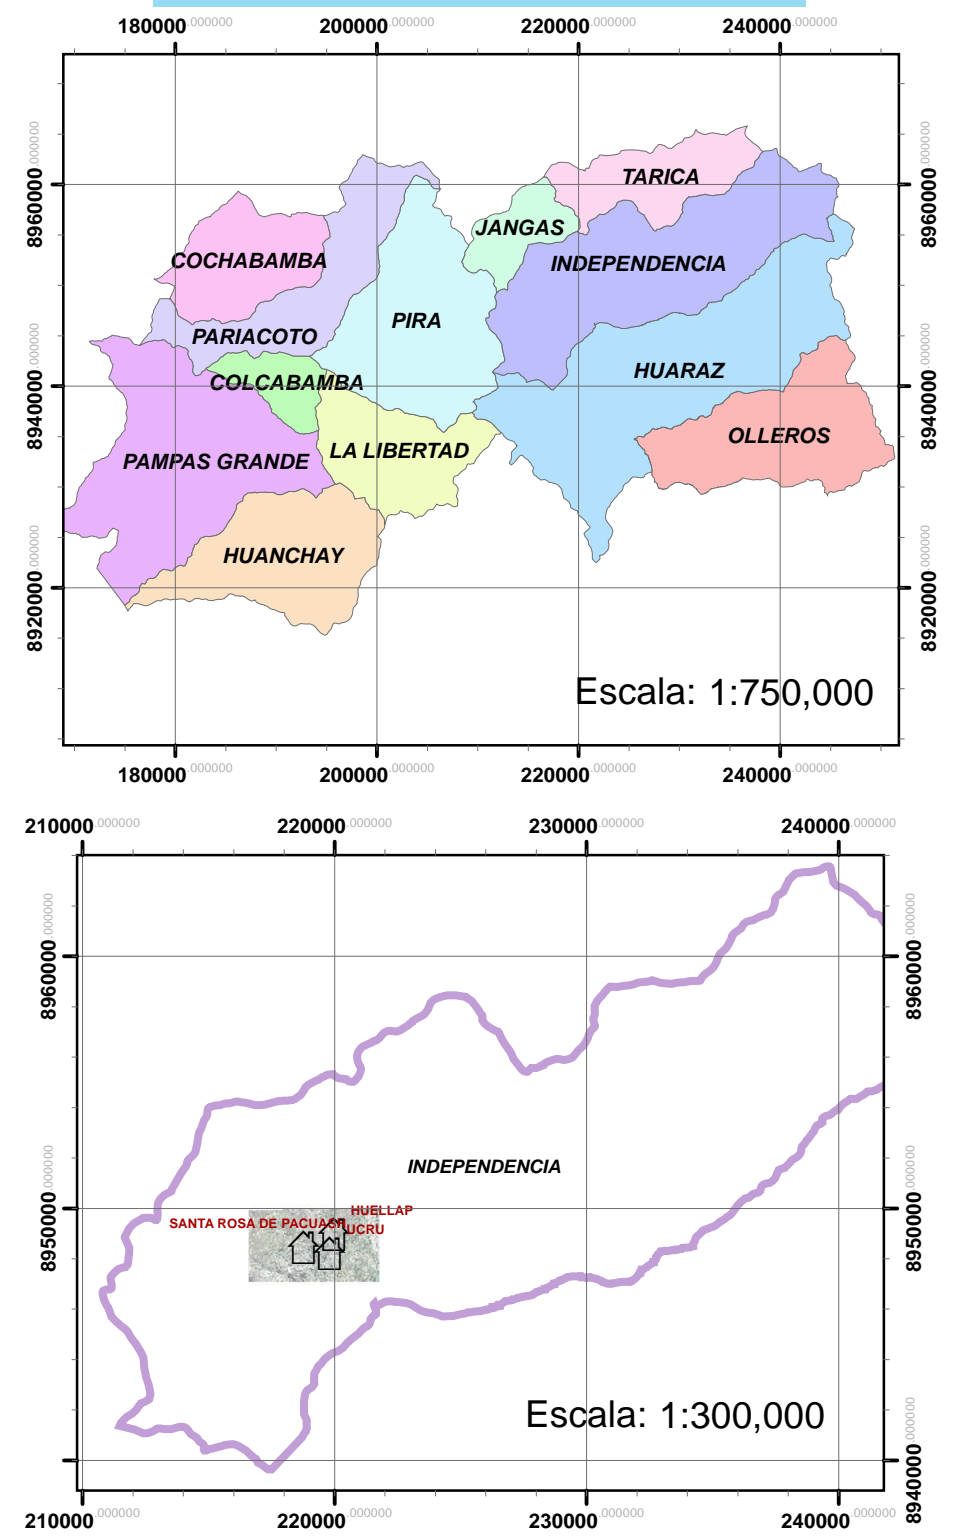 180000.000000 200000.000000 220000.000000 240000.000000
8960000.000000 8960000.000000
8940000.000000 8940000.000000
8920000.000000 8920000.000000
TARICA
JANGAS
COCHABAMBA
INDEPENDENCIA
PIRA
PARIACOTO
HUARAZ
COLCABAMBA
OLLEROS
LA LIBERTAD
PAMPAS GRANDE
HUANCHAY
Escala: 1:750,000
180000.000000 200000.000000 220000.000000 240000.000000
210000.000000 220000.000000 230000.000000 240000.000000
8960000.000000 8960000.000000
INDEPENDENCIA
HUELLAP
SANTA ROSA DE PACUASH
UCRU
8950000.000000 8950000.000000
Escala: 1:300,000
8940000.000000 8940000.000000
210000.000000 220000.000000 230000.000000 240000.000000